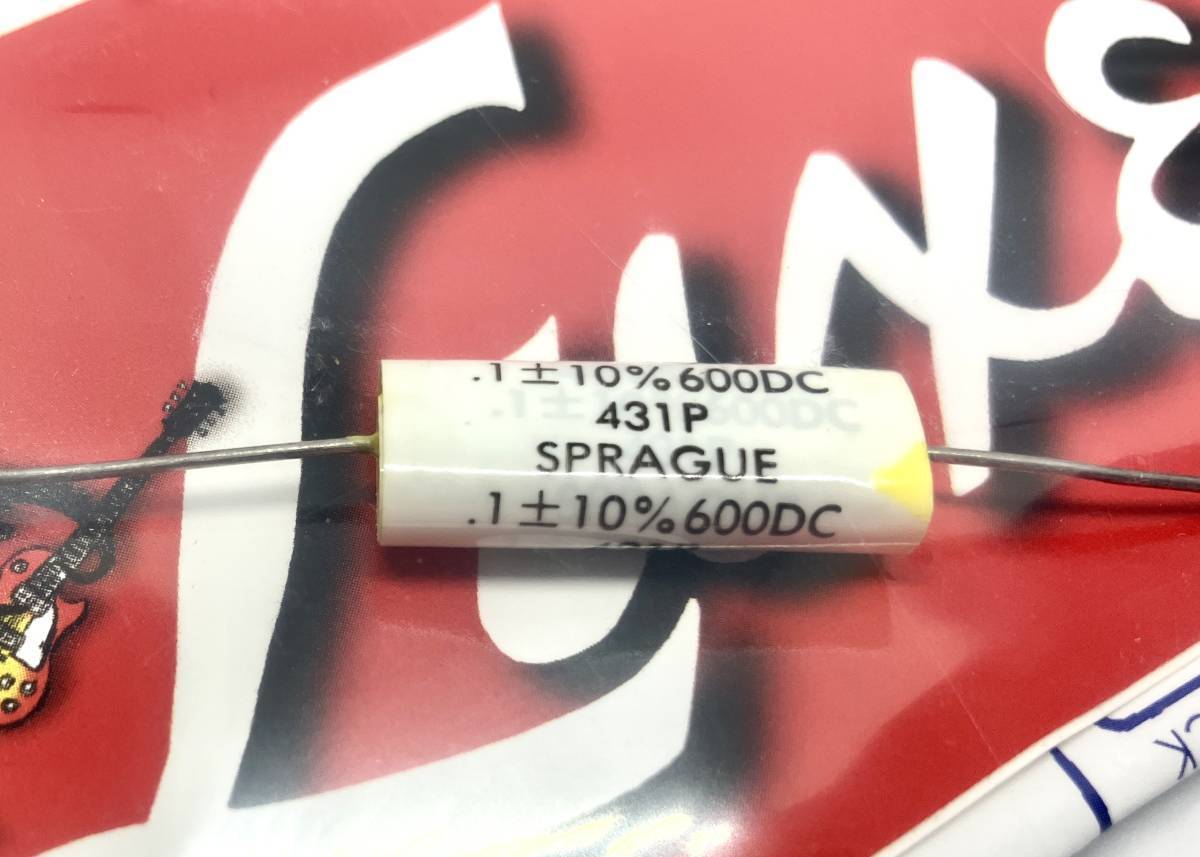 .1 ± 10% 600DC
431P
SPRAGUE
.1 ± 10% 600DC